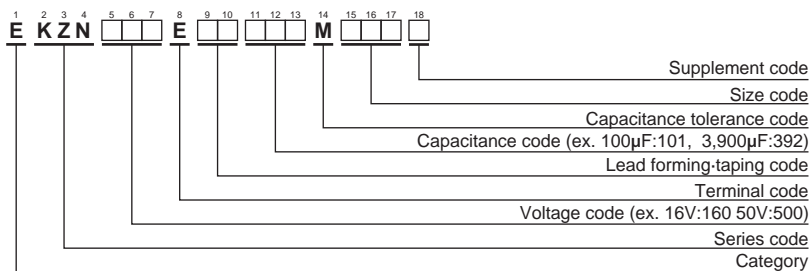 1 2 3 4 5 6 7 8 9 10 11 12 13 14 15 16 17 18
E K Z N E M
Supplement code
Size code
Capacitance tolerance code
Capacitance code (ex. 100μF:101, 3,900μF:392)
Lead forming·taping code
Terminal code
Voltage code (ex. 16V:160 50V:500)
Series code
Category